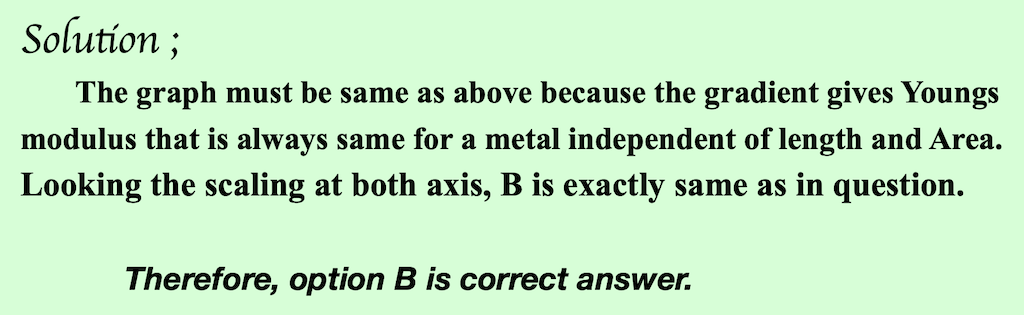 Solution ;
The graph must be same as above because the gradient gives Youngs
modulus that is always same for a metal independent of length and Area.
Looking the scaling at both axis, B is exactly same as in question.
Therefore, option B is correct answer.